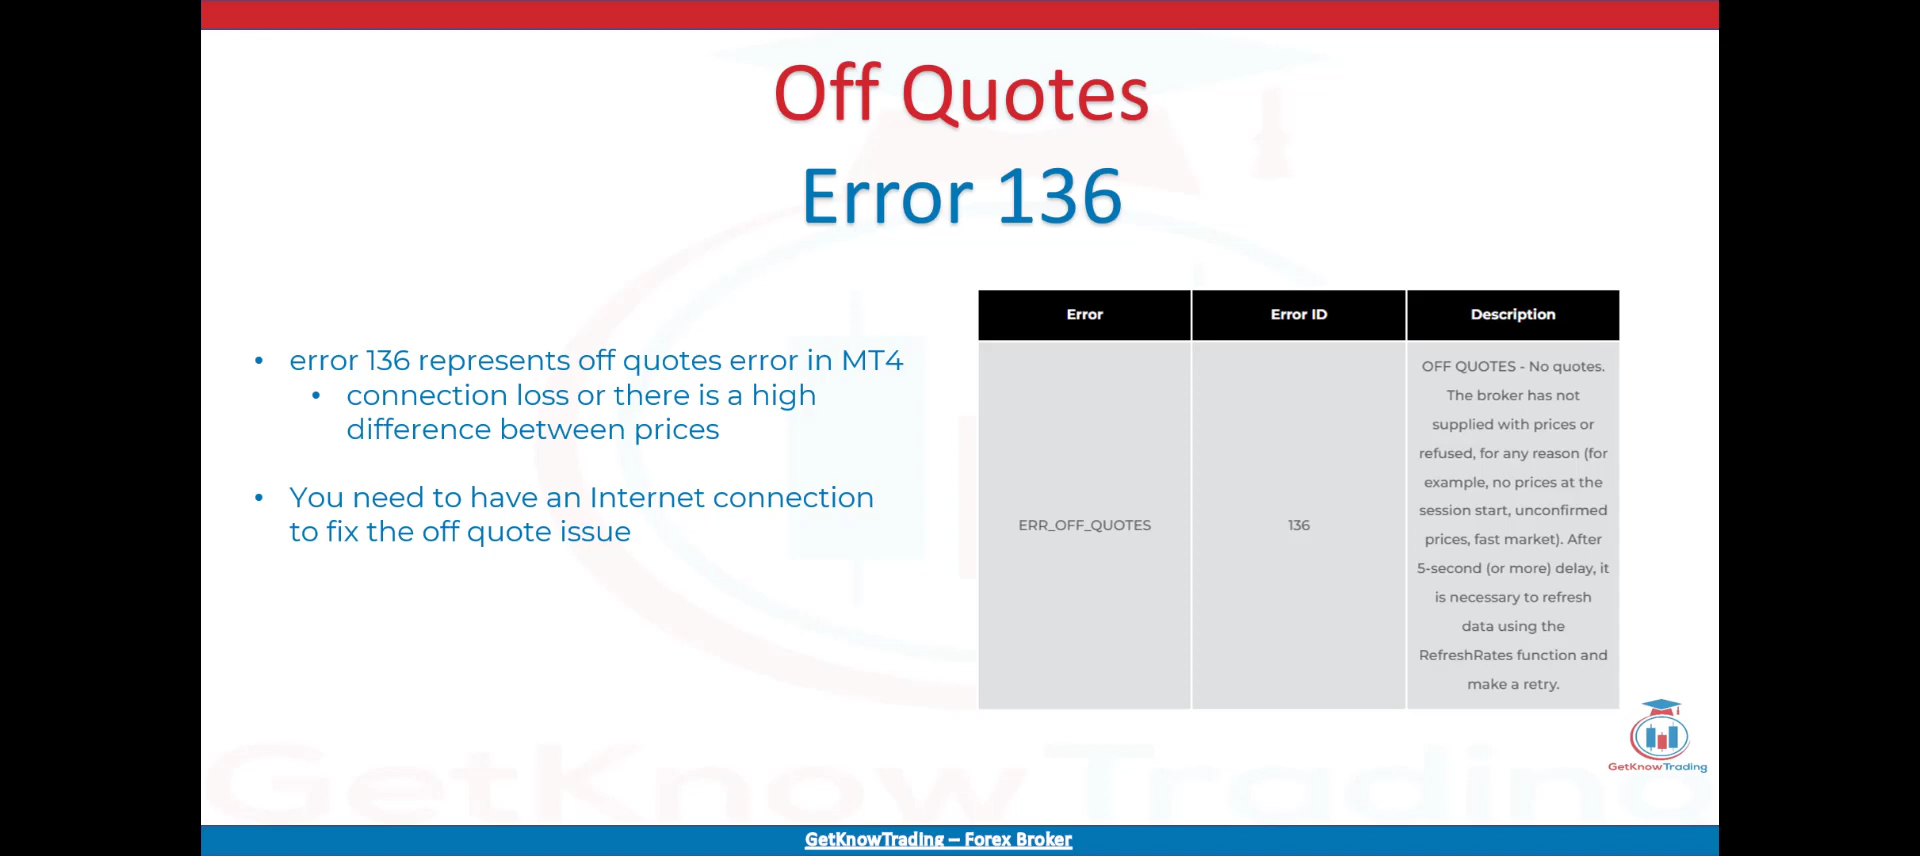 Off Quotes
Error 136
• error 136 represents off quotes error in MT4
• connection loss or there is a high
difference between prices
• You need to have an Internet connection
to fix the off quote issue
Error Error ID Description
ERR_OFF_QUOTES 136
OFF QUOTES - No quotes.
The broker has not
supplied with prices or
refused, for any reason (for
example, no prices at the
session start, unconfirmed
prices, fast market). After
5-second (or more) delay, it
is necessary to refresh
data using the
RefreshRates function and
make a retry.
GetKnowTrading
GetKnow Trading
GetKnowTrading – Forex Broker